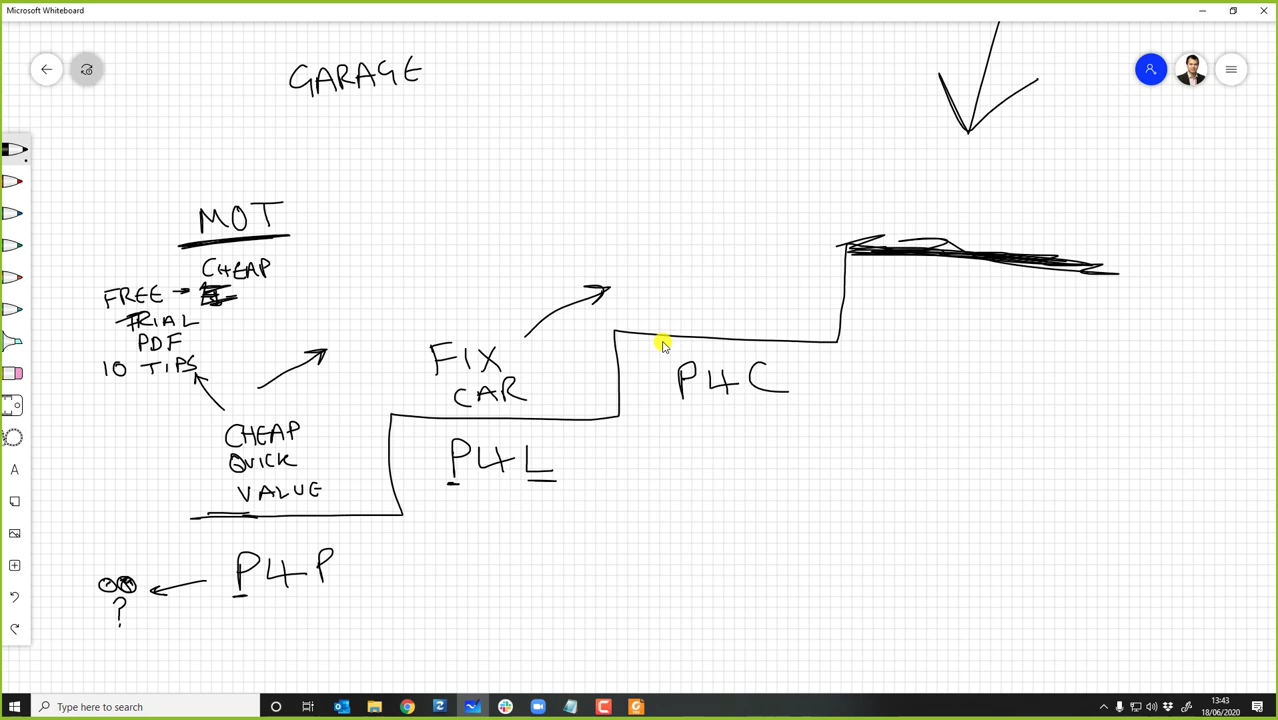 Microsoft Whiteboard
GARAGE
MOT
CHEAP
FREE
TRIAL
PDF
10 TIPS
FIX
CAR
P4C
CHEAP
QUICK
VALUE
P4L
P4P
?
A
Type here to search
13:43
18/06/2020